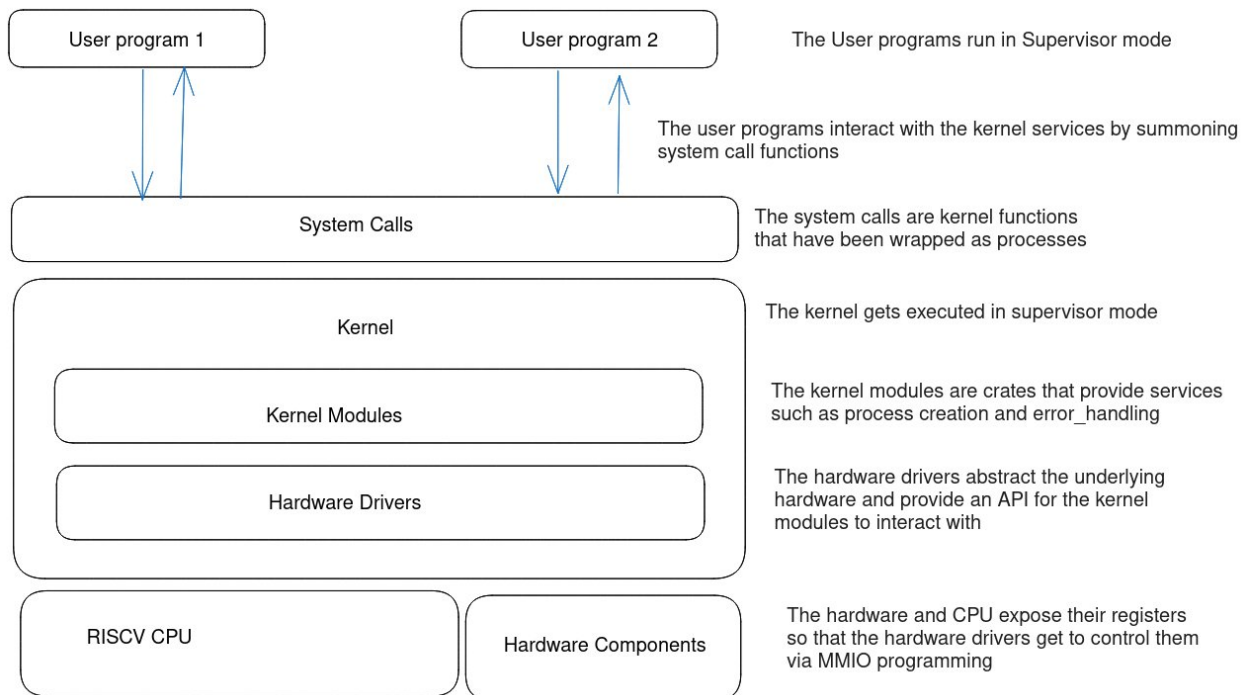 User program 1
User program 2
The User programs run in Supervisor mode
The user programs interact with the kernel services by summoning
system call functions
System Calls
The system calls are kernel functions
that have been wrapped as processes
Kernel
The kernel gets executed in supervisor mode
Kernel Modules
The kernel modules are crates that provide services
such as process creation and error_handling
Hardware Drivers
The hardware drivers abstract the underlying
hardware and provide an API for the kernel
modules to interact with
RISCV CPU
Hardware Components
The hardware and CPU expose their registers
so that the hardware drivers get to control them
via MMIO programming